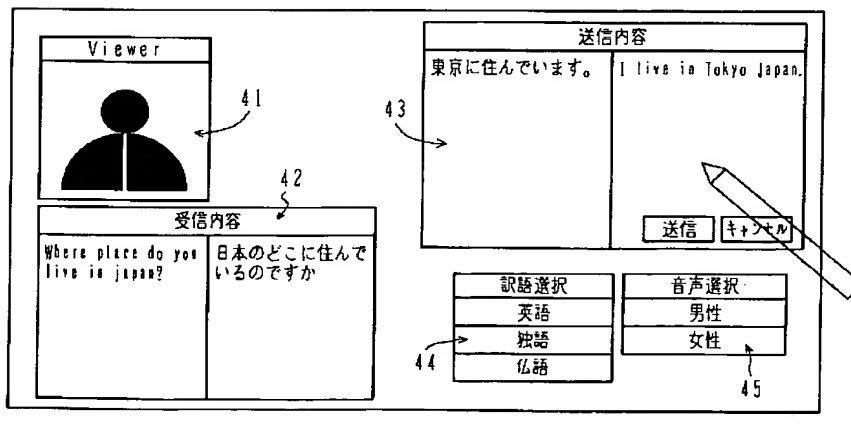 Viewer
41
42
受信内容
Where place do you
live in japan?
日本のどこに住んで
いるのですか
送信内容
43
東京に住んでいます。
I live in Tokyo Japan.
送信
キャンセル
訳語選択
英語
独語
仏語
44
音声選択
男性
女性
45